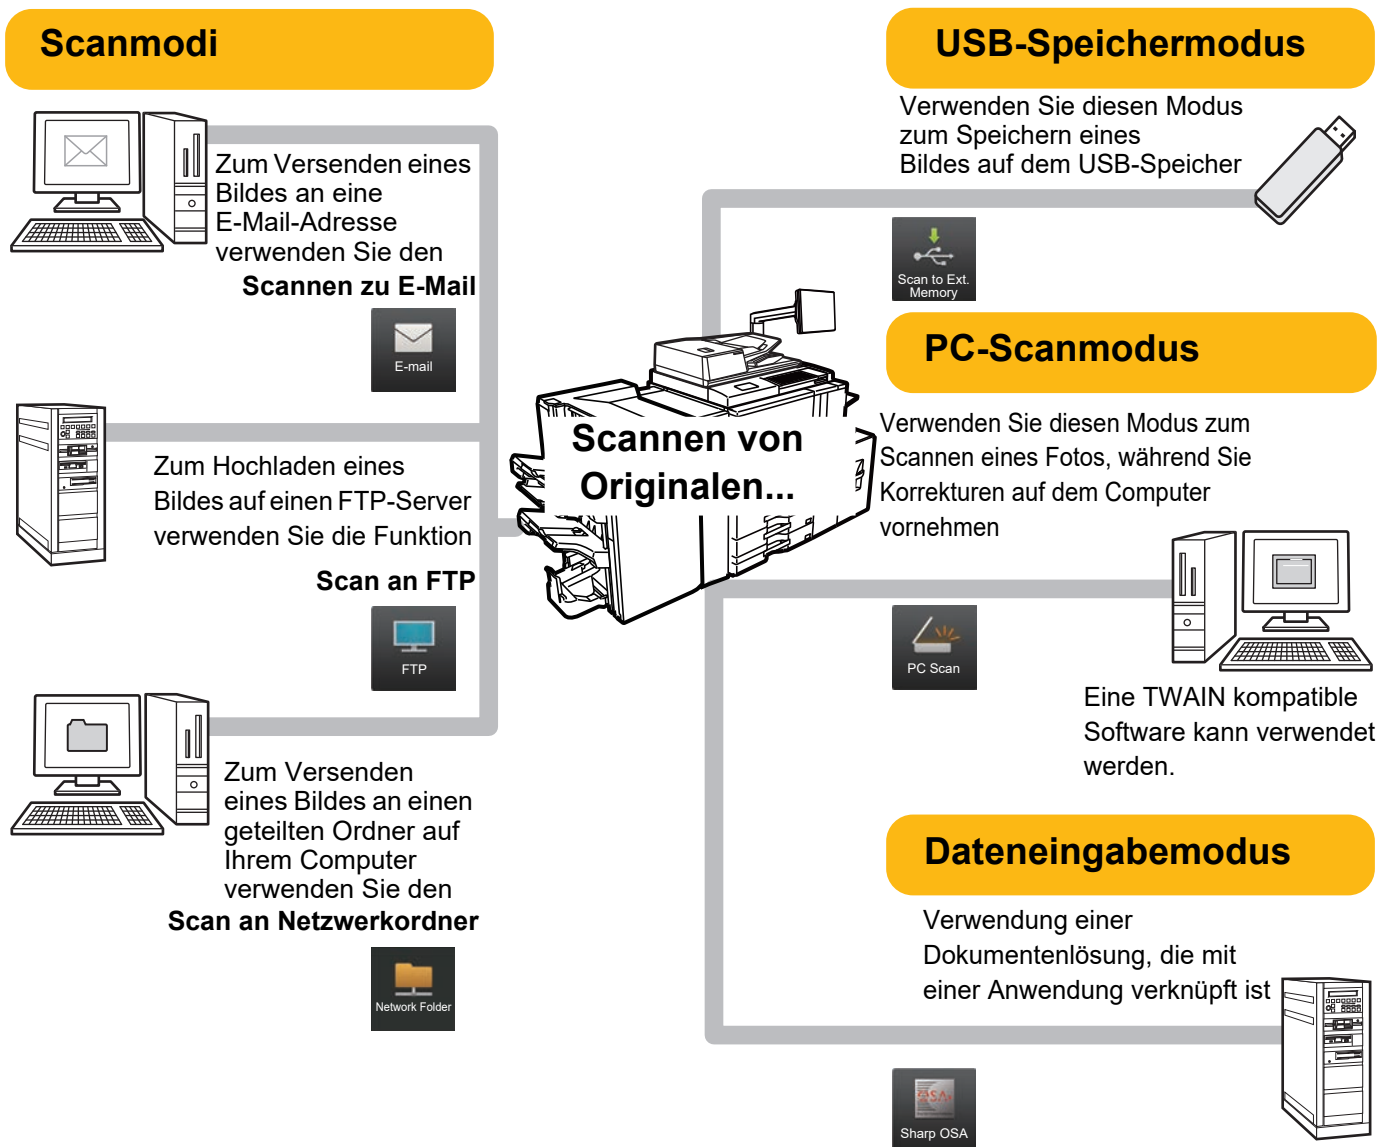 Scanmodi
Zum Versenden eines
Bildes an eine
E-Mail-Adresse
verwenden Sie den
Scannen zu E-Mail
E-mail
Zum Hochladen eines
Bildes auf einen FTP-Server
verwenden Sie die Funktion
Scan an FTP
FTP
Zum Versenden
eines Bildes an einen
geteilten Ordner auf
Ihrem Computer
verwenden Sie den
Scan an Netzwerkordner
Network Folder
Scannen von
Originalen...
USB-Speichermodus
Verwenden Sie diesen Modus
zum Speichern eines
Bildes auf dem USB-Speicher
Scan to Ext.
Memory
PC-Scanmodus
Verwenden Sie diesen Modus zum
Scannen eines Fotos, während Sie
Korrekturen auf dem Computer
vornehmen
PC Scan
Eine TWAIN kompatible
Software kann verwendet
werden.
Dateneingabemodus
Verwendung einer
Dokumentenlösung, die mit
einer Anwendung verknüpft ist
Sharp OSA